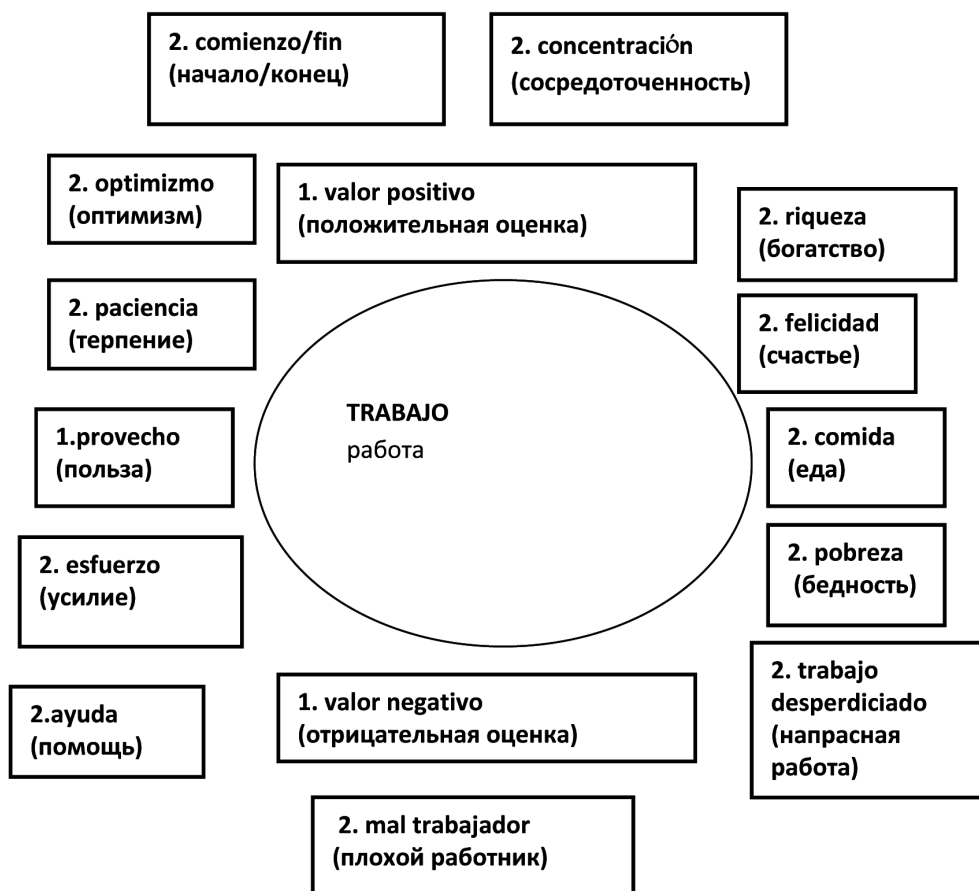 2. comienzo/fin
(начало/конец)
2. concentración
(сосредоточенность)
2. optimizmo
(оптимизм)
1. valor positivo
(положительная оценка)
2. riqueza
(богатство)
2. paciencia
(терпение)
2. felicidad
(счастье)
TRABAJO
работа
1.provecho
(польза)
2. comida
(еда)
2. esfuerzo
(усилие)
2. pobreza
(бедность)
2.ayuda
(помощь)
1. valor negativo
(отрицательная оценка)
2. trabajo
desperdiciado
(напрасная
работа)
2. mal trabajador
(плохой работник)